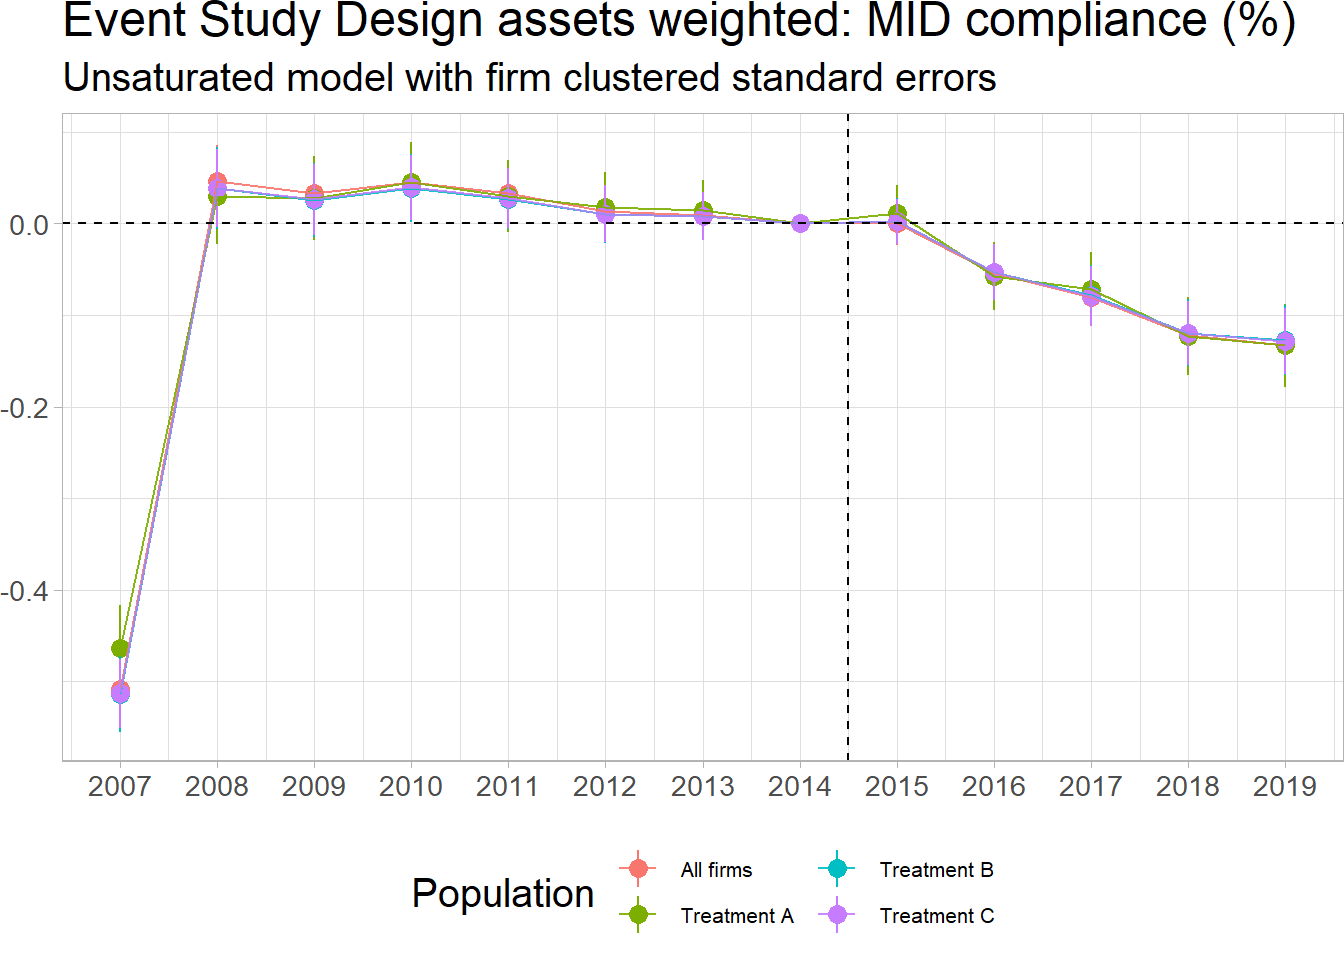 Event Study Design assets weighted: MID compliance (%)
Unsaturated model with firm clustered standard errors
0.0
-0.2
-0.4
2007 2008 2009 2010 2011 2012 2013 2014 2015 2016 2017 2018 2019
Population
All firms
Treatment A
Treatment B
Treatment C